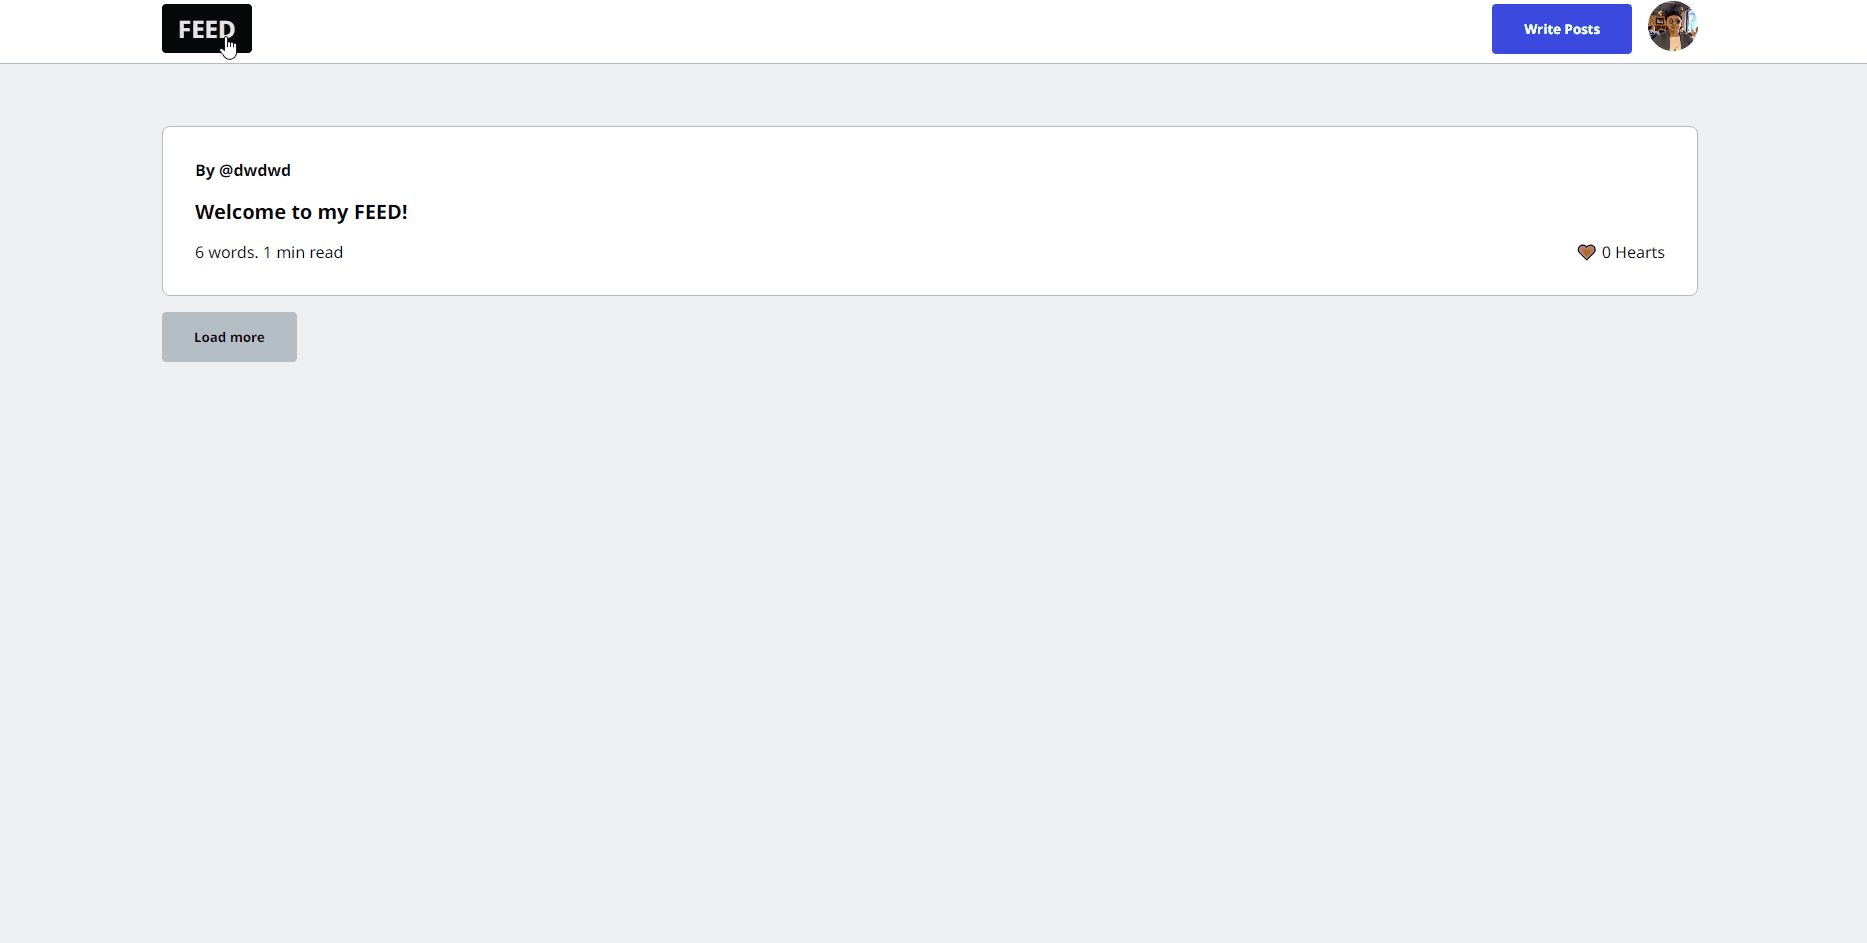 FEED
Write Posts
By @dwdwd
Welcome to my FEED!
6 words. 1 min read
0 Hearts
Load more